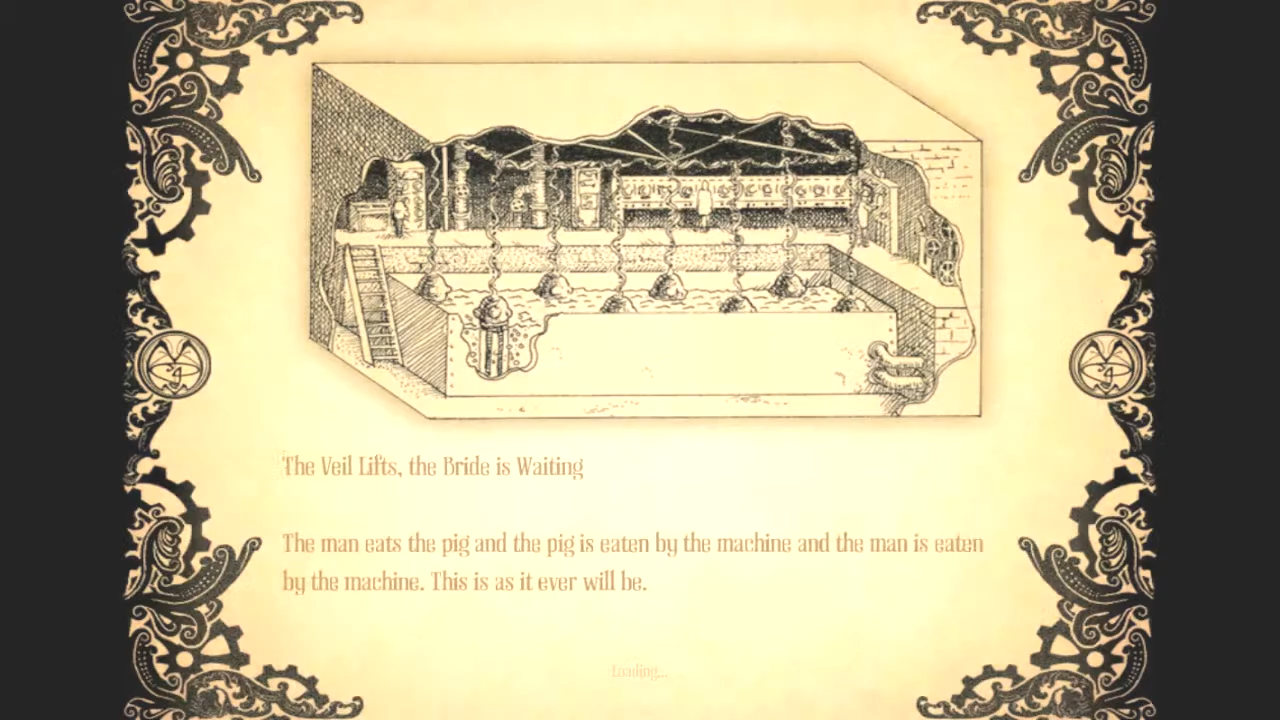 The Veil Lifts, the Bride is Waiting
The man eats the pig and the pig is eaten by the machine and the man is eaten
by the machine. This is as it ever will be.
Loading...